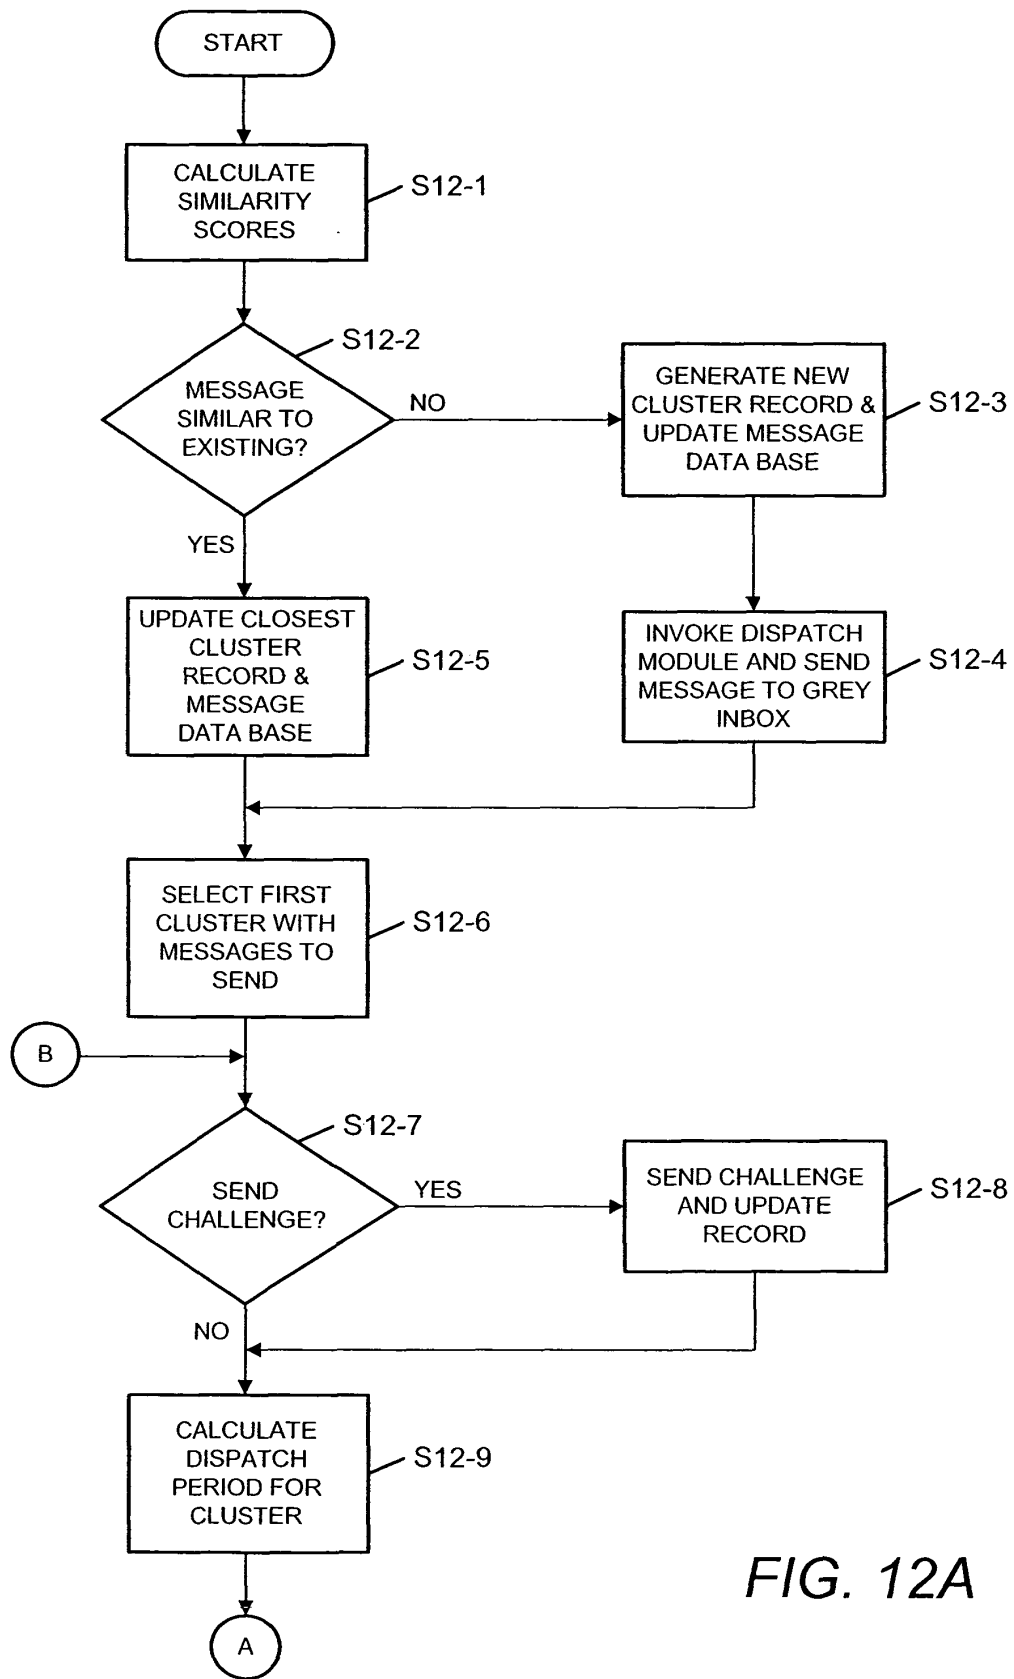 START
CALCULATE
SIMILARITY
SCORES
S12-1
S12-2
MESSAGE
SIMILAR TO
EXISTING?
NO
GENERATE NEW
CLUSTER RECORD &
UPDATE MESSAGE
DATA BASE
S12-3
YES
UPDATE CLOSEST
CLUSTER
RECORD &
MESSAGE
DATA BASE
S12-5
INVOKE DISPATCH
MODULE AND SEND
MESSAGE TO GREY
INBOX
S12-4
SELECT FIRST
CLUSTER WITH
MESSAGES TO
SEND
S12-6
B
S12-7
SEND
CHALLENGE?
YES
SEND CHALLENGE
AND UPDATE
RECORD
S12-8
NO
CALCULATE
DISPATCH
PERIOD FOR
CLUSTER
S12-9
A
FIG. 12A